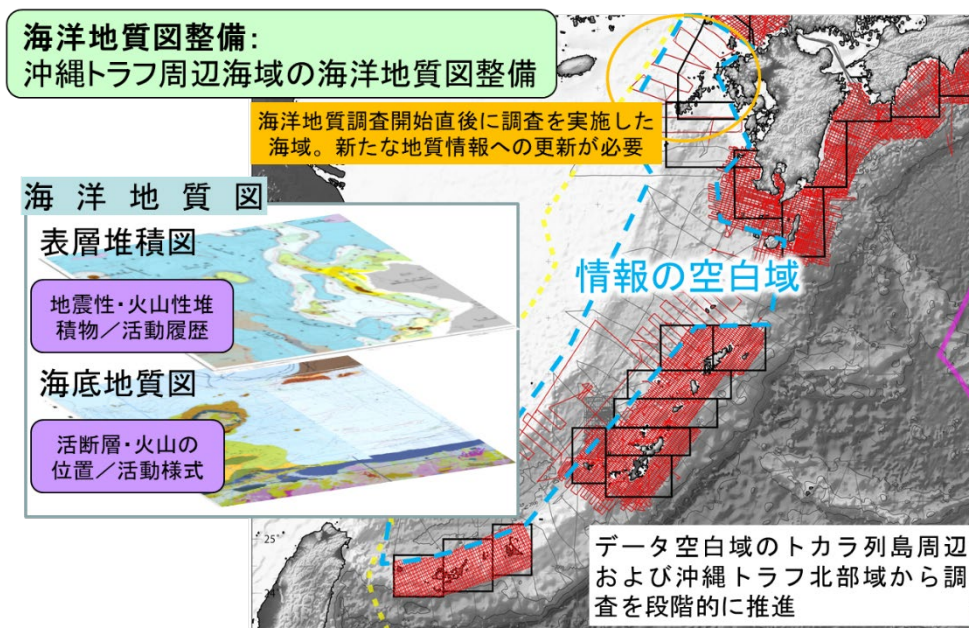 海洋地質図整備：
沖縄トラフ周辺海域の海洋地質図整備
海洋地質調査開始直後に調査を実施した
海域。新たな地質情報への更新が必要
海洋地質図
表層堆積図
地震性・火山性堆
積物／活動履歴
海底地質図
活断層・火山の
位置／活動様式
情報の空白域
25°
24°
データ空白域のトカラ列島周辺
および沖縄トラフ北部域から調
査を段階的に推進